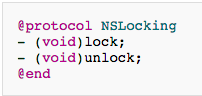 @protocol NSLocking
- (void)lock;
- (void)unlock;
@end